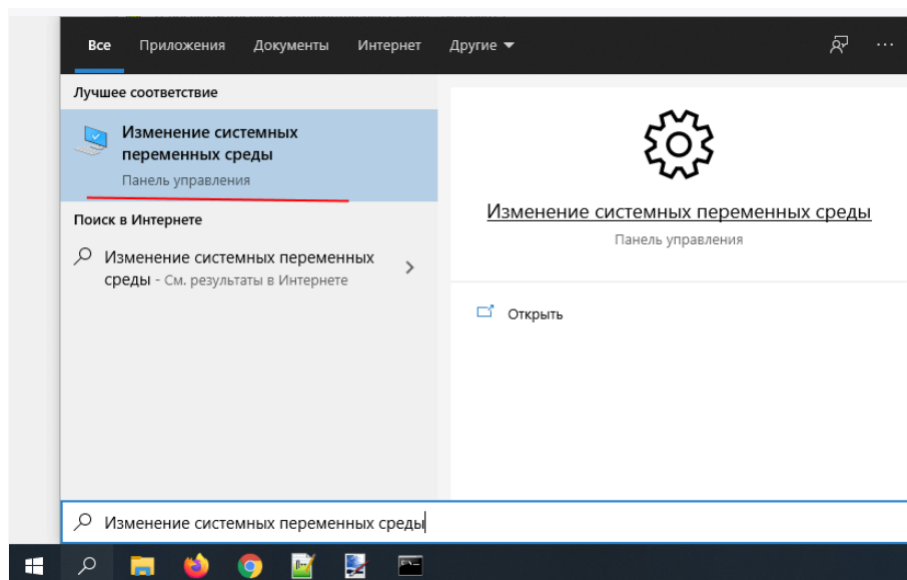 Все Приложения Документы Интернет Другие
Лучшее соответствие
Изменение системных
переменных среды
Панель управления
Поиск в Интернете
Изменение системных переменных
среды - См. результаты в Интернете
Изменение системных переменных среды
Панель управления
Открыть
Изменение системных переменных среды